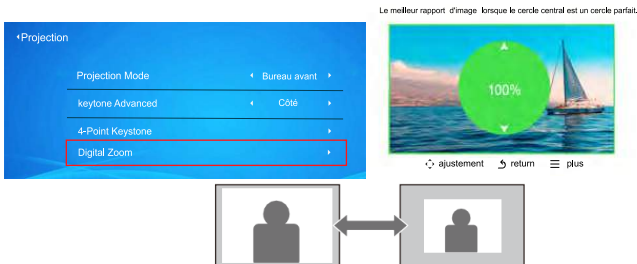 Le meilleur rapport d'image lorsque le cercle central est un cercle parfait.
Projection
Projection Mode
Bureau avant
keytone Advanced
Côté
4-Point Keystone
Digital Zoom
100%
ajustement return plus